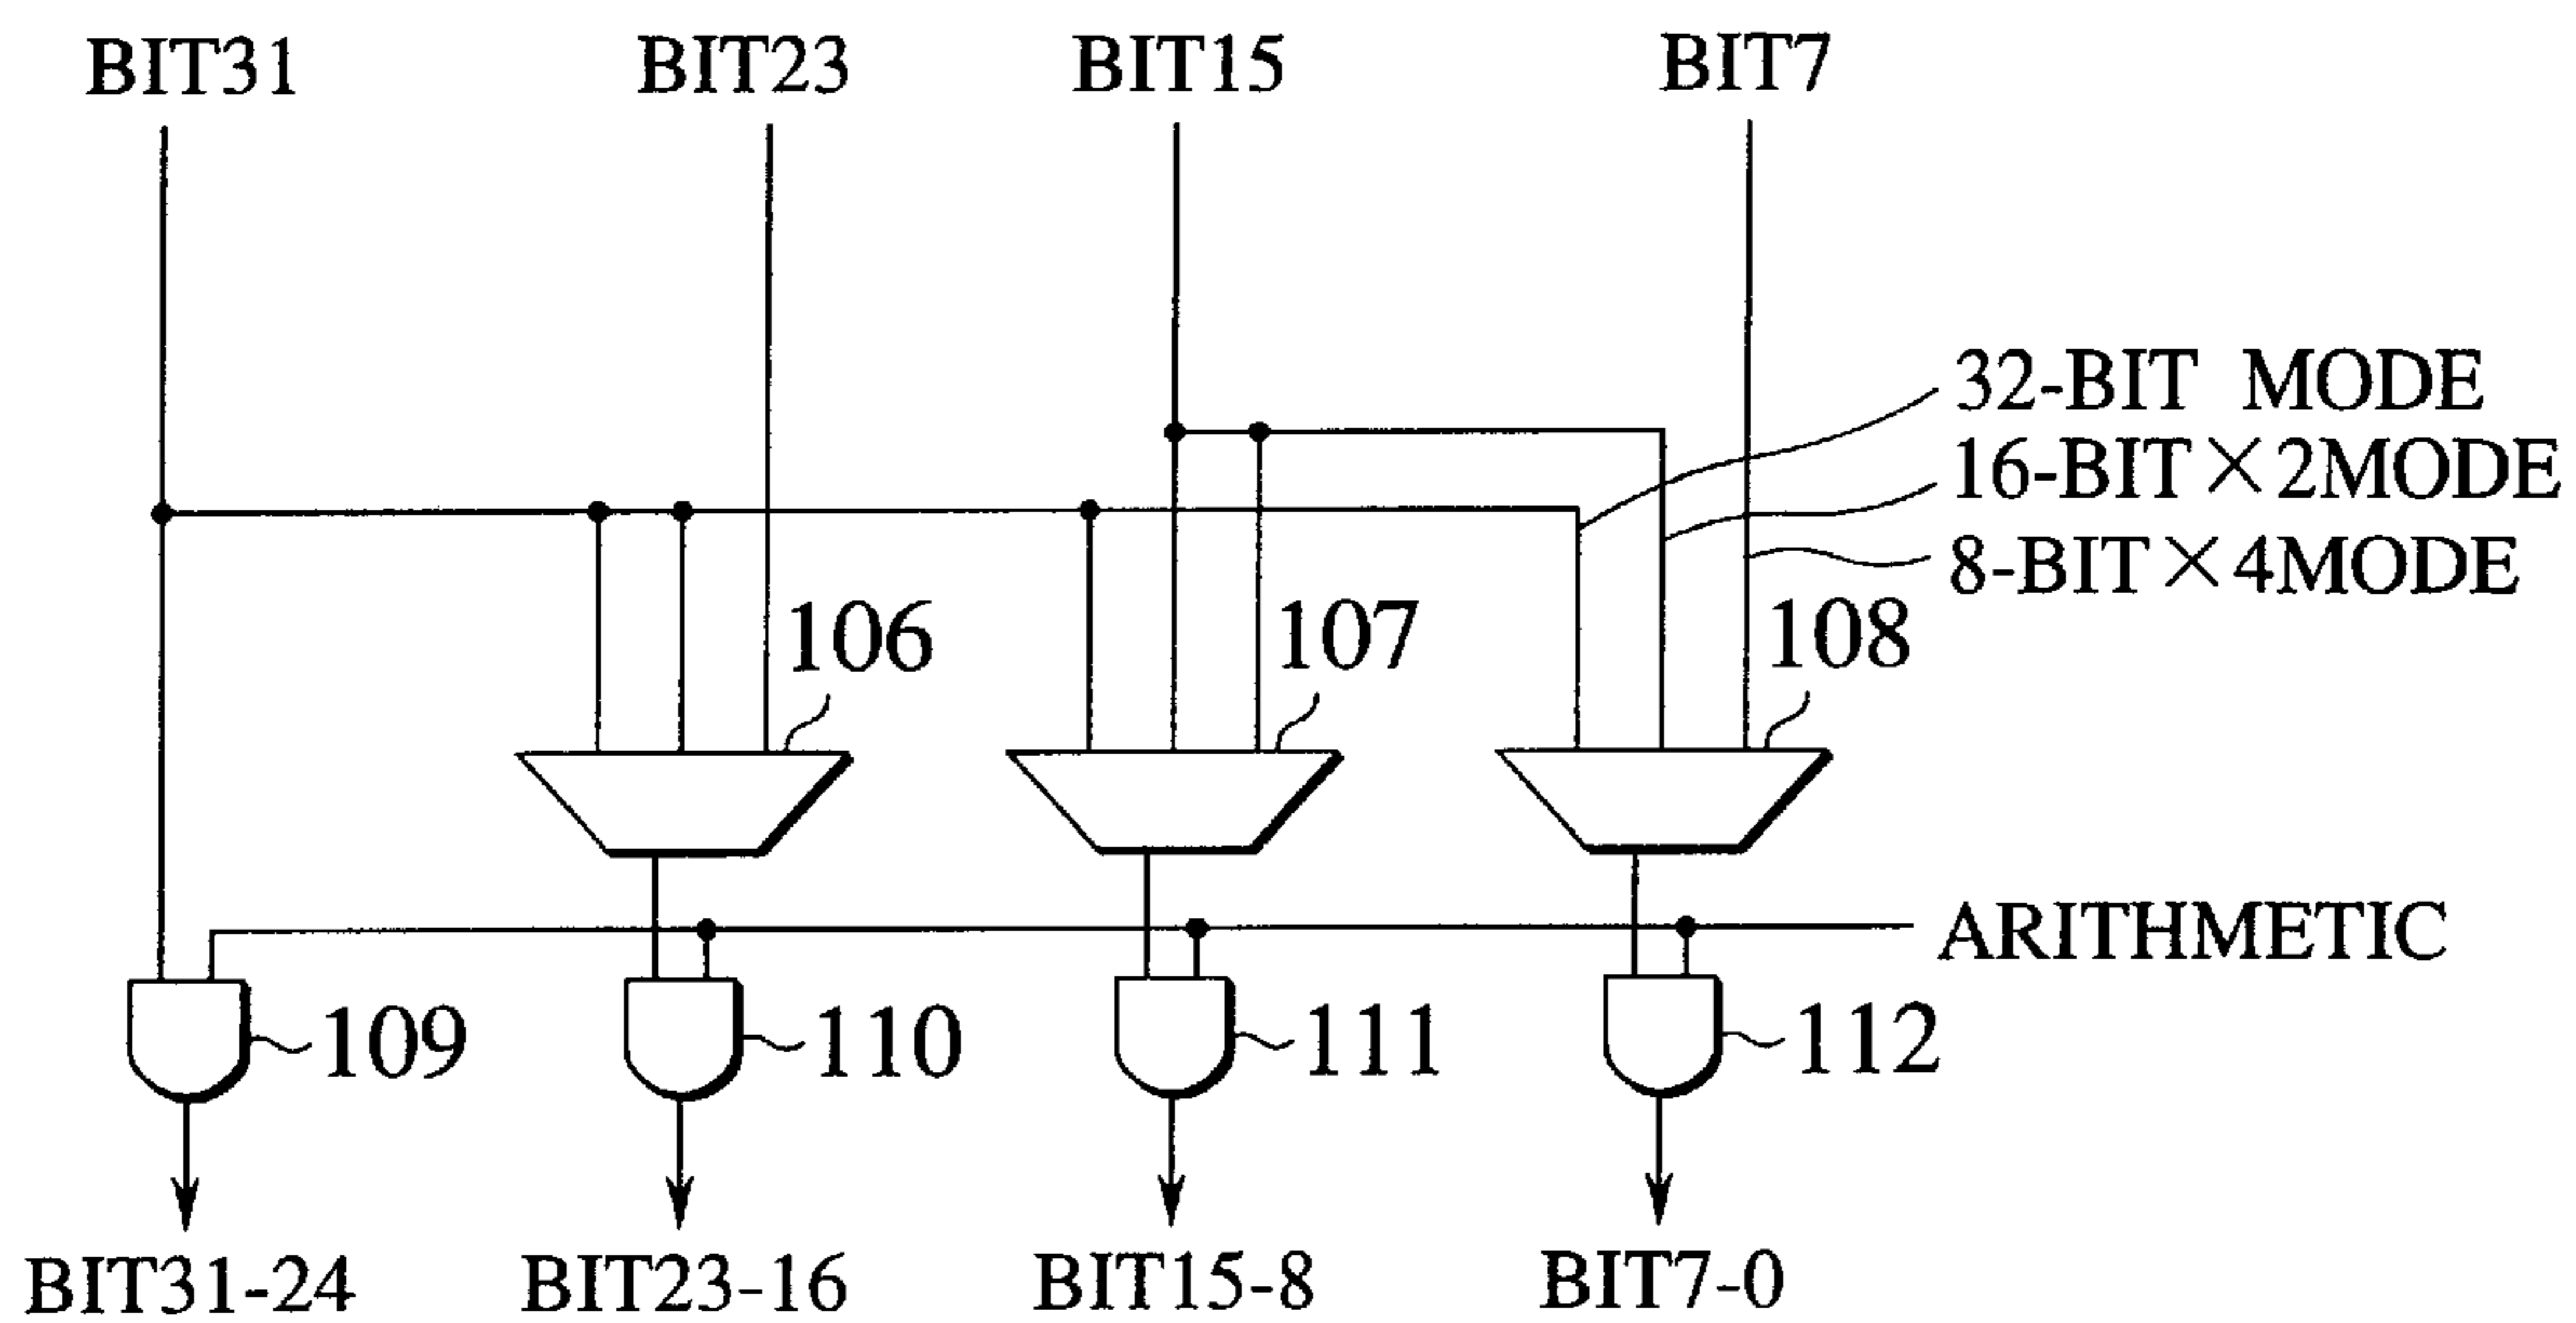 BIT31 BIT23 BIT15 BIT7
32-BIT MODE
16-BIT×2MODE
8-BIT×4MODE
106 107 108
ARITHMETIC
109 110 111 112
BIT31-24 BIT23-16 BIT15-8 BIT7-0